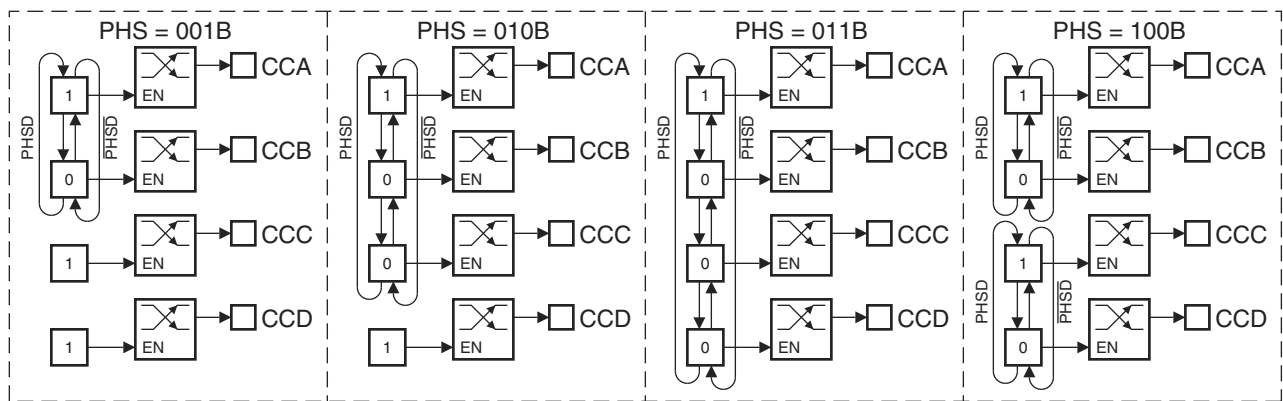 PHS = 001B
1
EN
CCA
PHSD
PHSD
0
EN
CCB
1
EN
CCC
1
EN
CCD
PHS = 010B
1
EN
CCA
PHSD
PHSD
0
EN
CCB
0
EN
CCC
1
EN
CCD
PHS = 011B
1
EN
CCA
PHSD
PHSD
0
EN
CCB
0
EN
CCC
0
EN
CCD
PHS = 100B
1
EN
CCA
PHSD
PHSD
0
EN
CCB
1
EN
CCC
PHSD
PHSD
0
EN
CCD